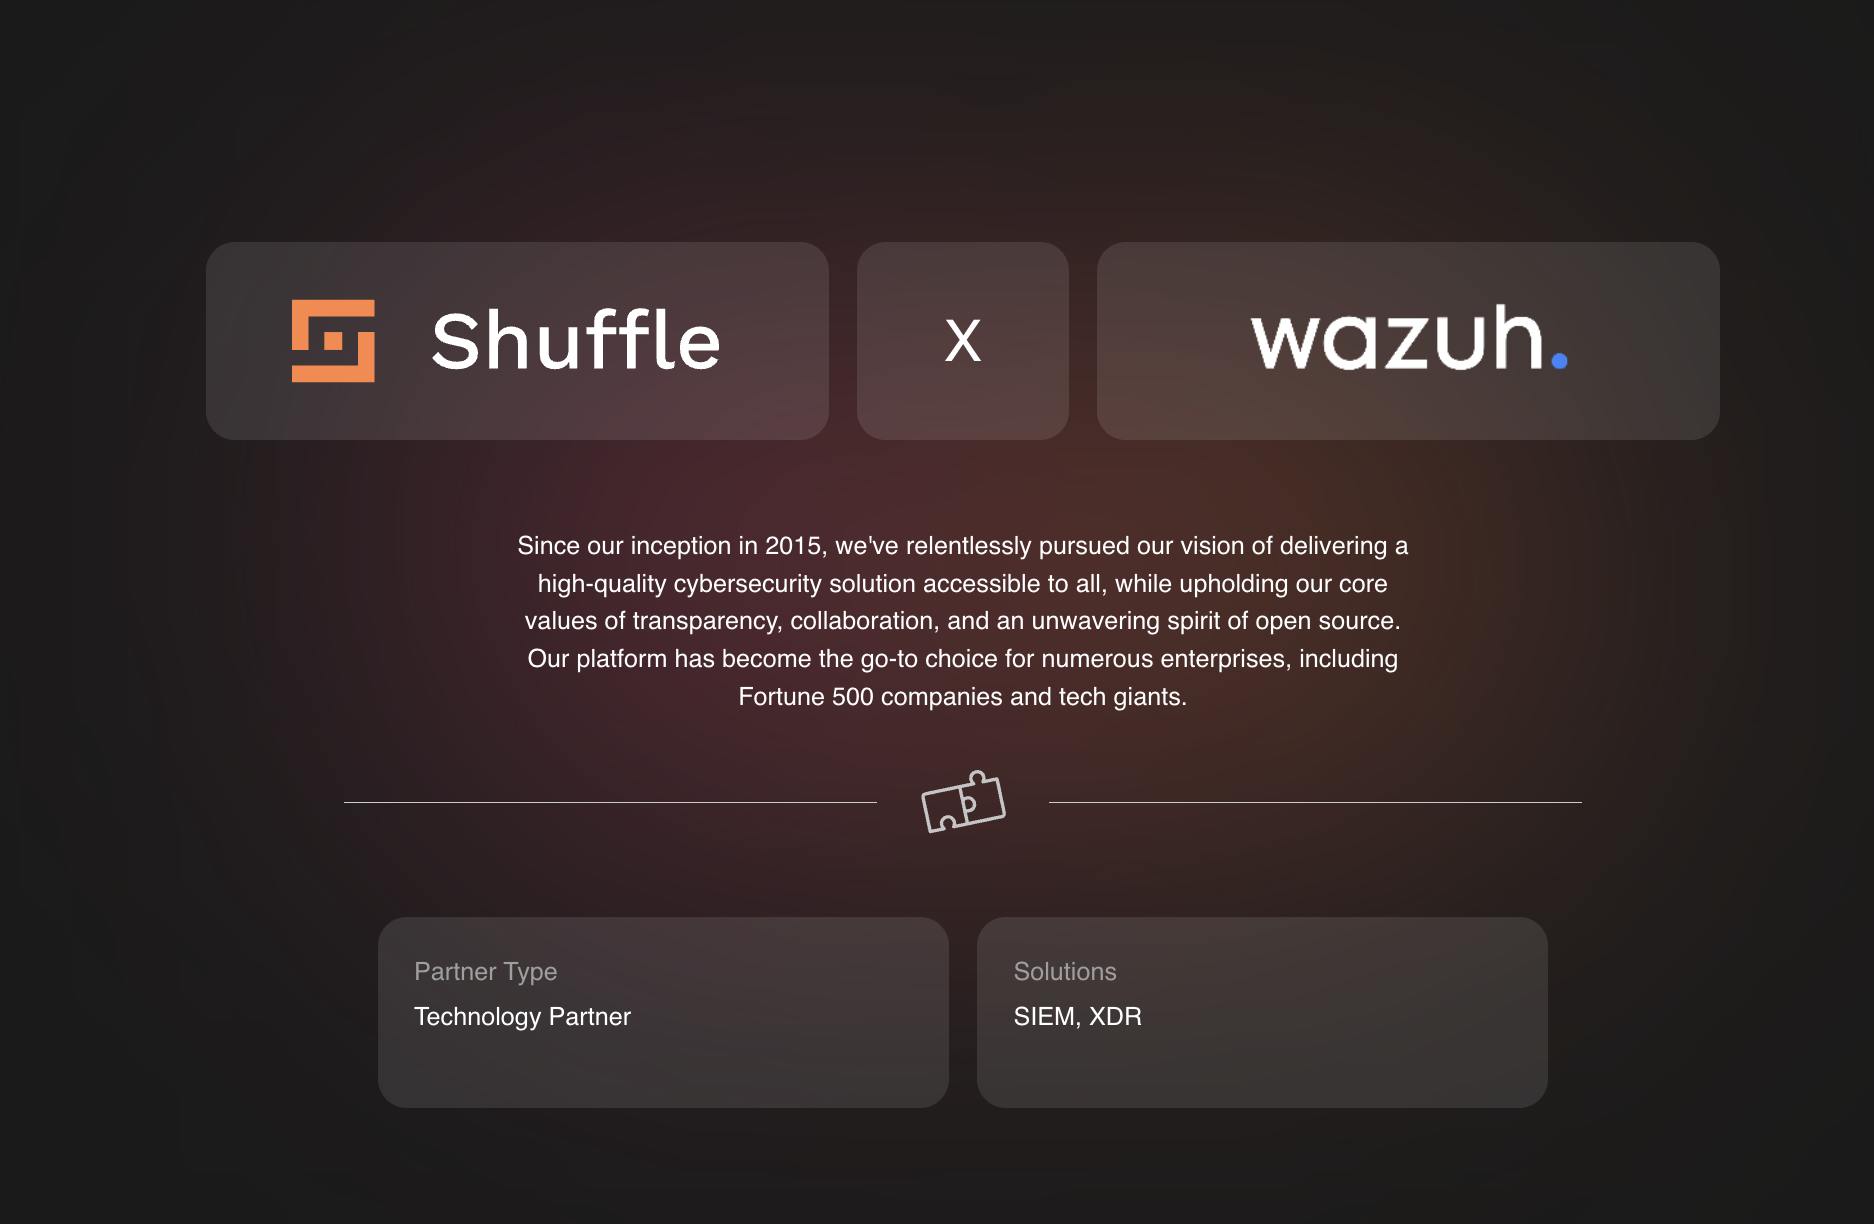 Shuffle
X
wazuh.
Since our inception in 2015, we've relentlessly pursued our vision of delivering a
high-quality cybersecurity solution accessible to all, while upholding our core
values of transparency, collaboration, and an unwavering spirit of open source.
Our platform has become the go-to choice for numerous enterprises, including
Fortune 500 companies and tech giants.
Partner Type
Technology Partner
Solutions
SIEM, XDR